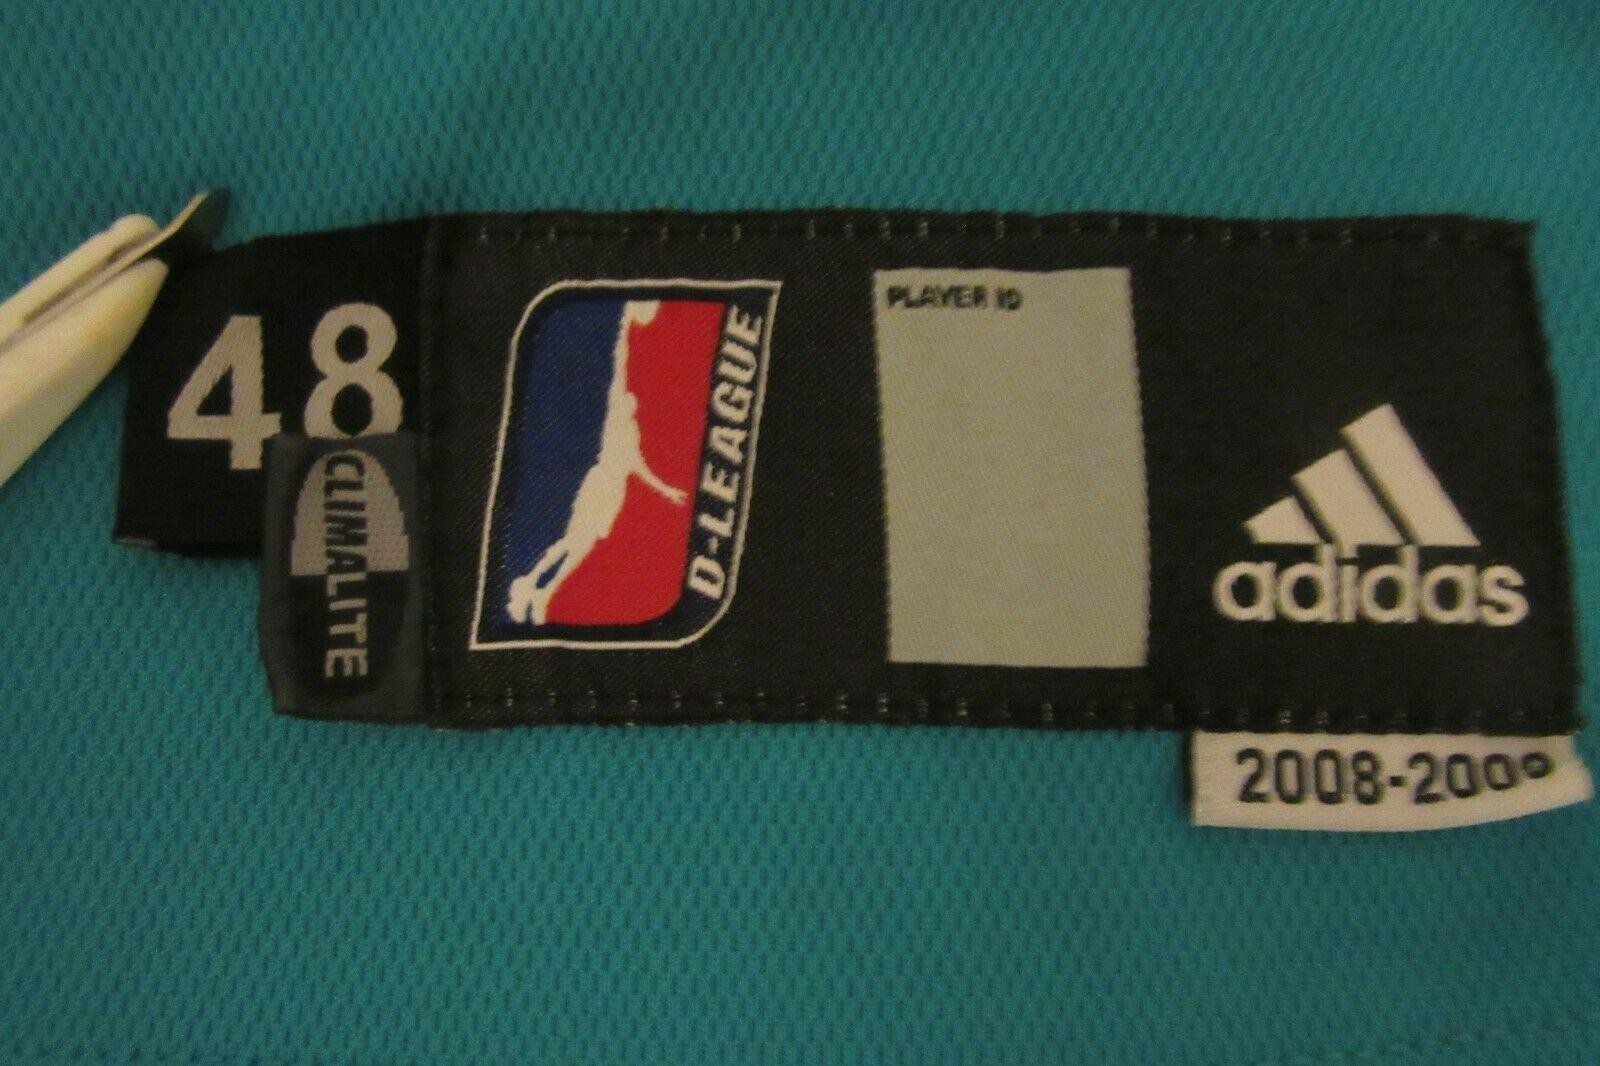 48
CLIMALITE
D-LEAGUE
PLAYER ID
adidas
2008-2009